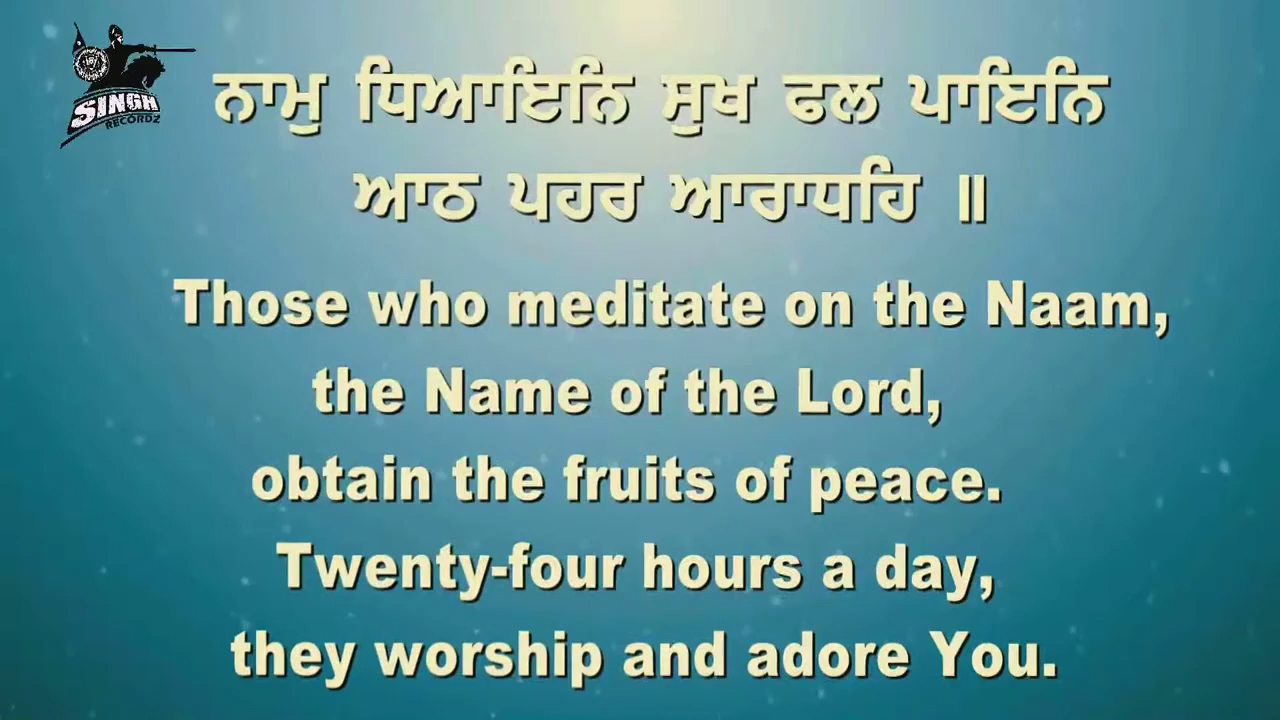 SINGH
RECORDZ
ਨਾਮੁ ਧਿਆਇਨਿ ਸੁਖ ਫਲ ਪਾਇਨਿ
ਆਠ ਪਹਰ ਆਰਾਧਹਿ ॥
Those who meditate on the Naam,
the Name of the Lord,
obtain the fruits of peace.
Twenty-four hours a day,
they worship and adore You.